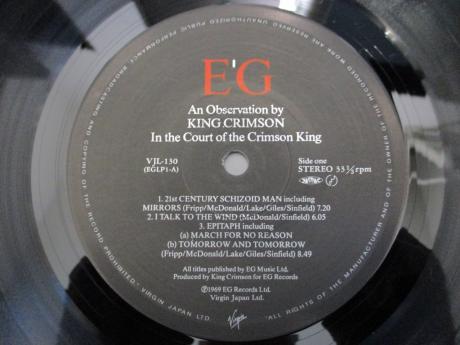 E'G
An Observation by
KING CRIMSON
In the Court of the Crimson King
VJL-130
(EGLP1-A)
Side one
STEREO 33⅓rpm
1. 21st CENTURY SCHIZOID MAN including
MIRRORS (Fripp/McDonald/Lake/Giles/Sinfield) 7.20
2. I TALK TO THE WIND (McDonald/Sinfield) 6.05
3. EPITAPH including
(a) MARCH FOR NO REASON
(b) TOMORROW AND TOMORROW
(Fripp/McDonald/Lake/Giles/Sinfield) 8.49
All titles published by EG Music Ltd.
Produced by King Crimson for EG Records
℗1969 EG Records Ltd.
Virgin Japan Ltd.
Virgin
ALL RIGHTS OF THE MANUFACTURER AND OF THE OWNER OF THE RECORDED WORK ARE RESERVED UNAUTHORIZED PUBLIC PERFORMANCE, BROADCASTING AND COPYING OF THE RECORD PROHIBITED. VIRGIN JAPAN LTD.